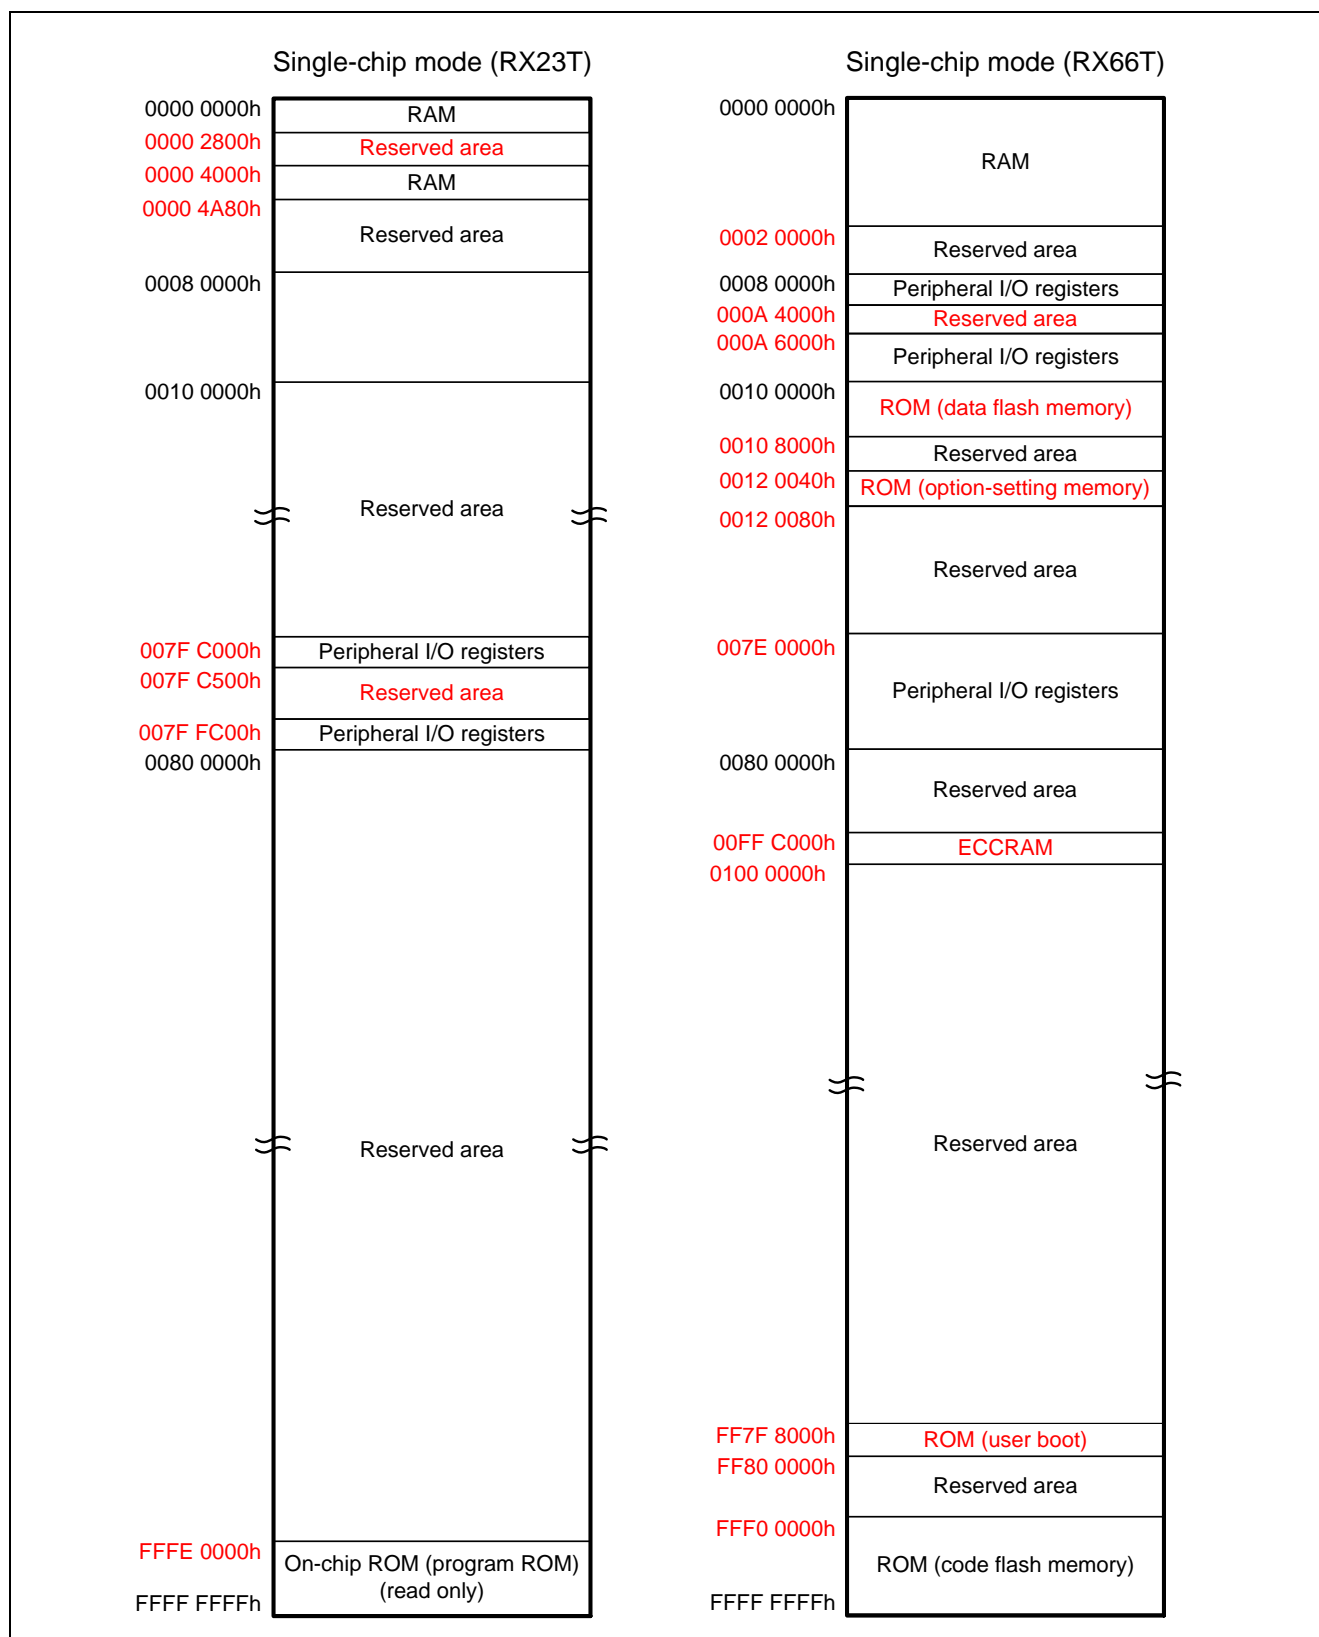 Single-chip mode (RX23T)
0000 0000h
RAM
0000 2800h
Reserved area
0000 4000h
RAM
0000 4A80h
Reserved area
0008 0000h
0010 0000h
Reserved area
007F C000h
Peripheral I/O registers
007F C500h
Reserved area
007F FC00h
Peripheral I/O registers
0080 0000h
Reserved area
FFFE 0000h
On-chip ROM (program ROM)
(read only)
FFFF FFFFh
Single-chip mode (RX66T)
0000 0000h
RAM
0002 0000h
Reserved area
0008 0000h
Peripheral I/O registers
000A 4000h
Reserved area
000A 6000h
Peripheral I/O registers
0010 0000h
ROM (data flash memory)
0010 8000h
Reserved area
0012 0040h
ROM (option-setting memory)
0012 0080h
Reserved area
007E 0000h
Peripheral I/O registers
0080 0000h
Reserved area
00FF C000h
ECCRAM
0100 0000h
Reserved area
FF7F 8000h
ROM (user boot)
FF80 0000h
Reserved area
FFF0 0000h
ROM (code flash memory)
FFFF FFFFh